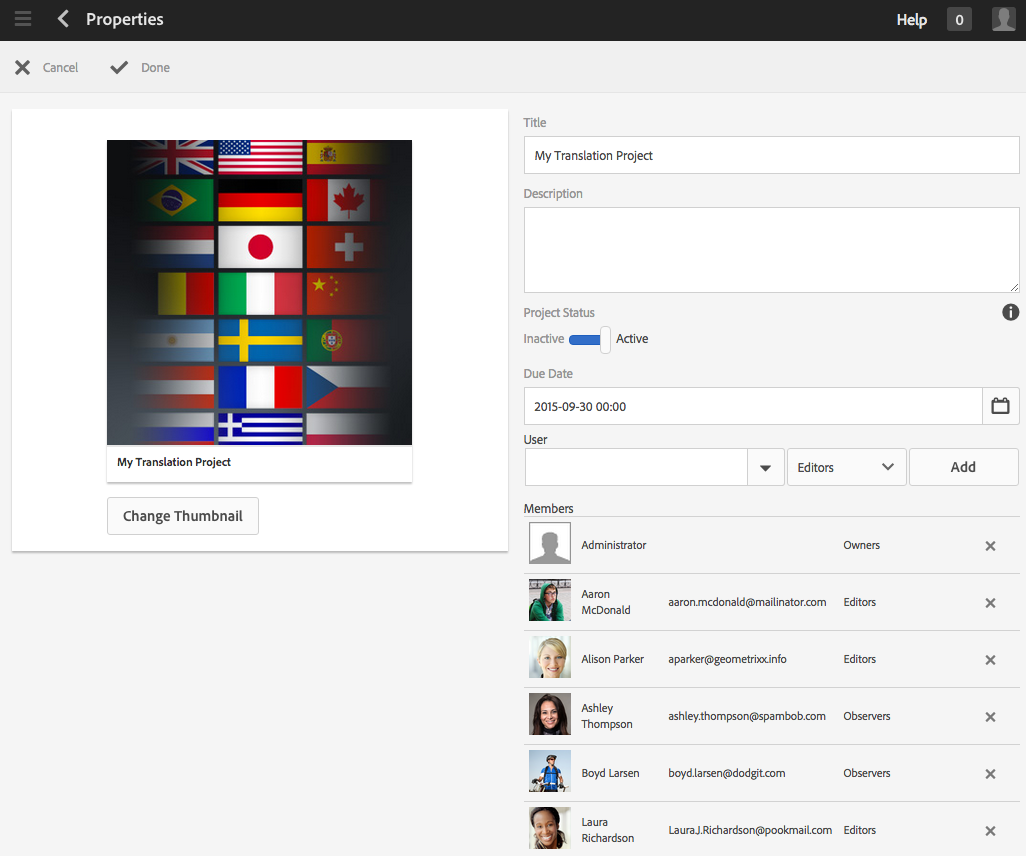 Properties
Help
0
Cancel
Done
My Translation Project
Change Thumbnail
Title
My Translation Project
Description
Project Status
Inactive
Active
Due Date
2015-09-30 00:00
User
Editors
Add
Members
Administrator
Owners
Aaron
McDonald
aaron.mcdonald@mailinator.com
Editors
Alison Parker
aparker@geometrixx.info
Editors
Ashley
Thompson
ashley.thompson@spambob.com
Observers
Boyd Larsen
boyd.larsen@dodgit.com
Observers
Laura
Richardson
LauraJ.Richardson@pookmail.com
Editors